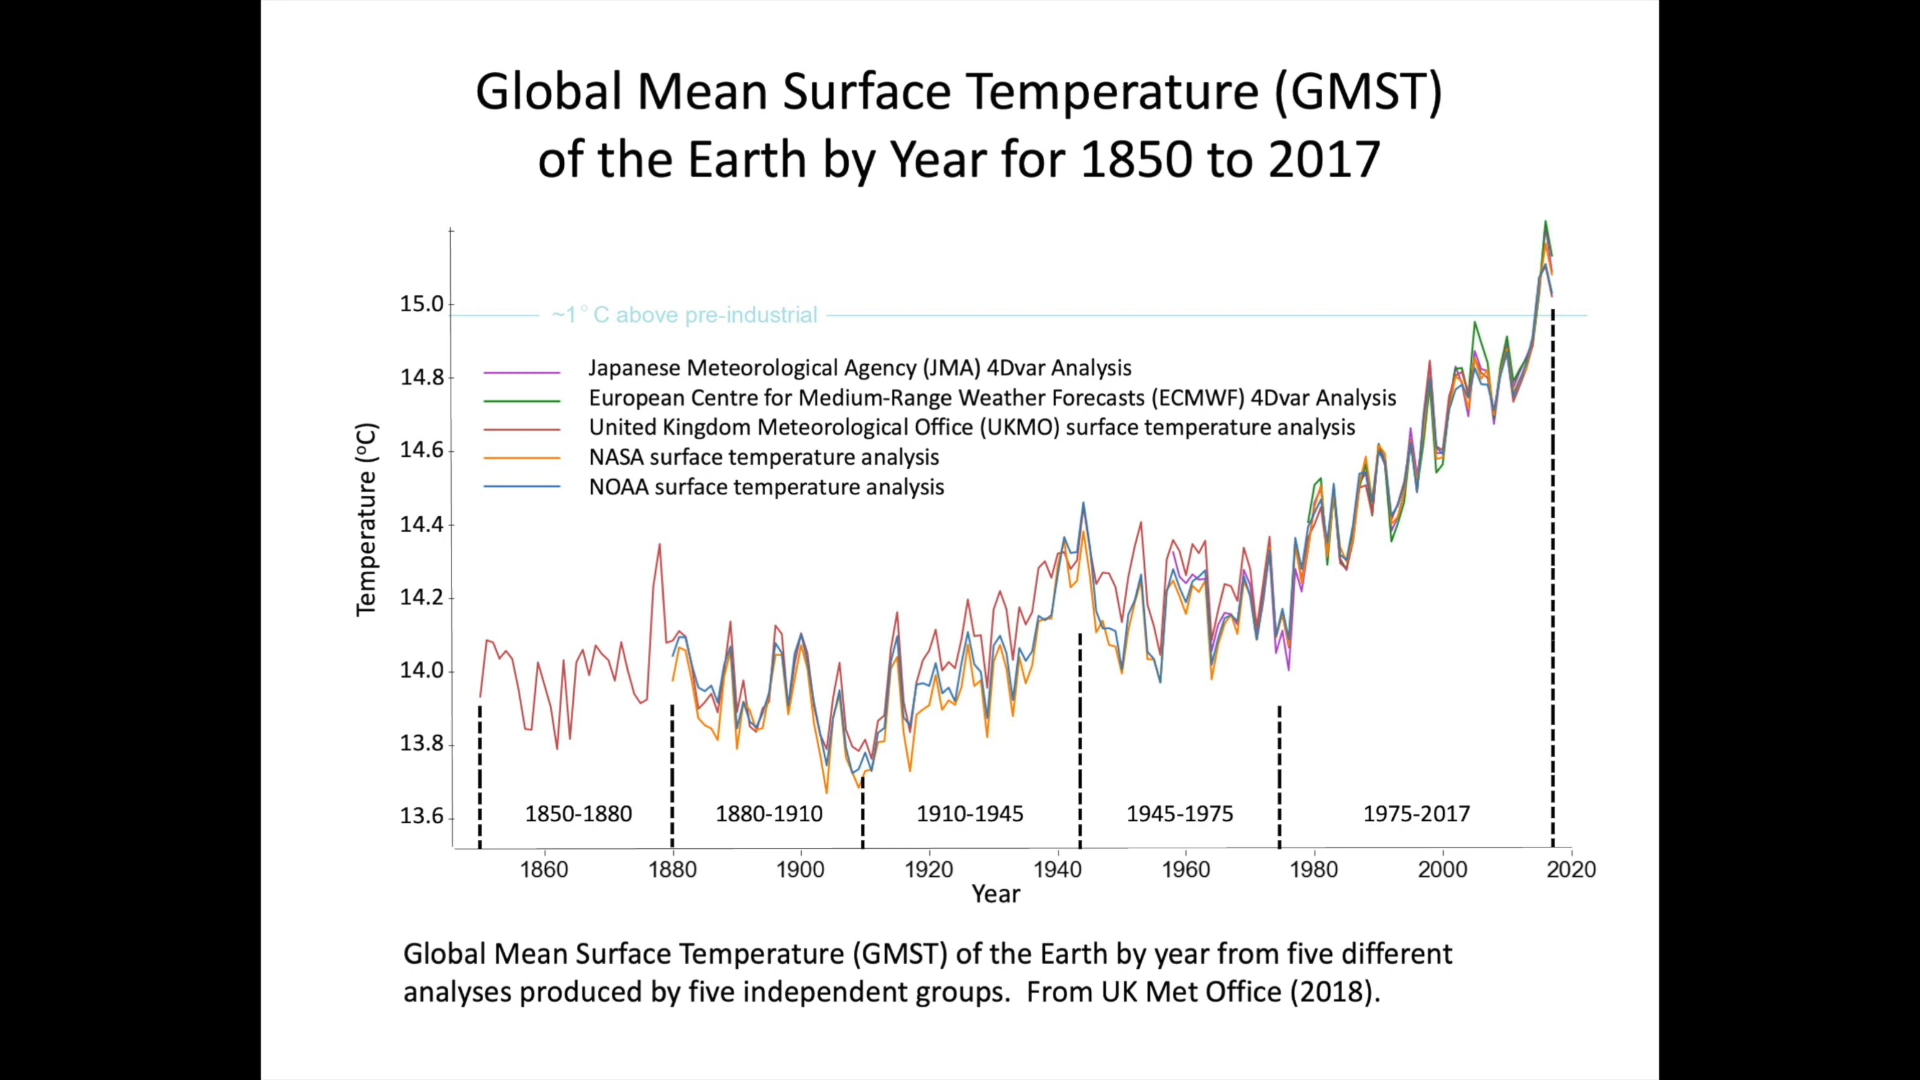 Global Mean Surface Temperature (GMST)
of the Earth by Year for 1850 to 2017
15.0
~1°C above pre-industrial
Japanese Meteorological Agency (JMA) 4Dvar Analysis
14.8
European Centre for Medium-Range Weather Forecasts (ECMWF) 4Dvar Analysis
United Kingdom Meteorological Office (UKMO) surface temperature analysis
14.6
NASA surface temperature analysis
NOAA surface temperature analysis
Temperature (°C)
14.4
14.2
14.0
13.8
13.6
1850-1880
1880-1910
1910-1945
1945-1975
1975-2017
1860
1880
1900
1920
1940
1960
1980
2000
2020
Year
Global Mean Surface Temperature (GMST) of the Earth by year from five different
analyses produced by five independent groups. From UK Met Office (2018).